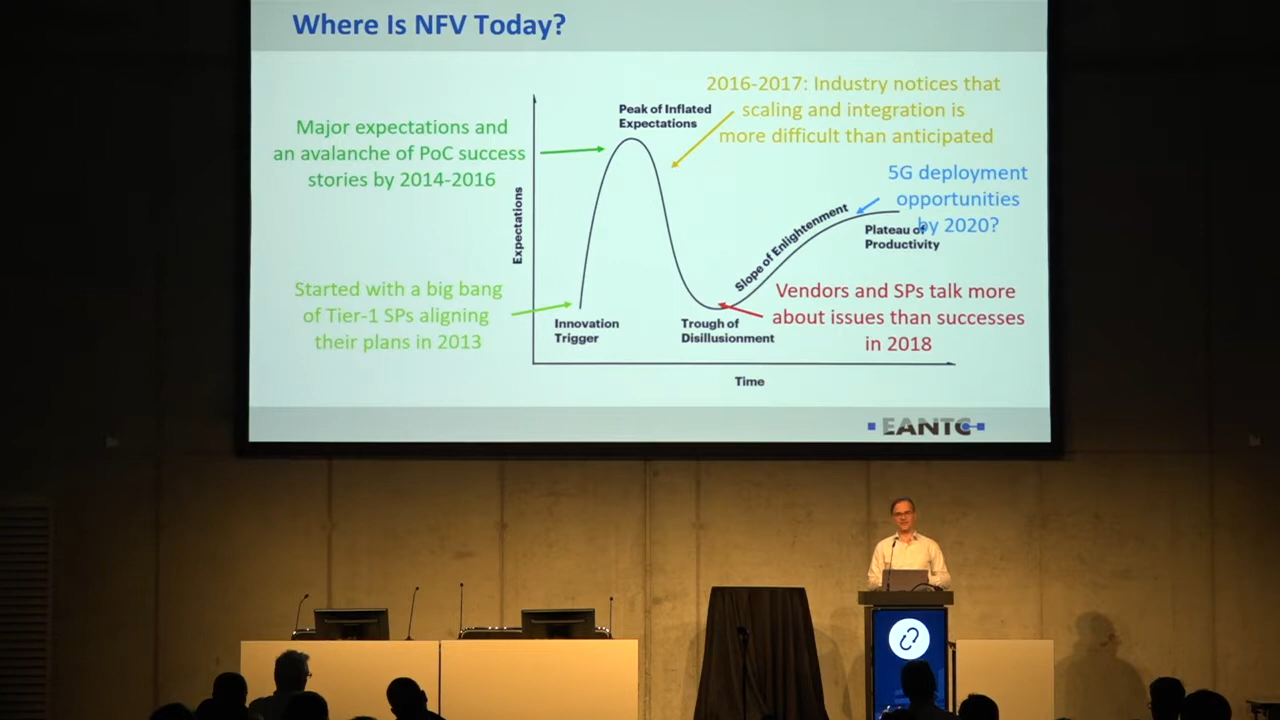 Where Is NFV Today?
2016-2017: Industry notices that
scaling and integration is
more difficult than anticipated
Peak of Inflated
Expectations
Major expectations and
an avalanche of PoC success
stories by 2014-2016
5G deployment
opportunities
by 2020?
Expectations
Slope of Enlightenment
Plateau of
Productivity
Started with a big bang
of Tier-1 SPs aligning
their plans in 2013
Vendors and SPs talk more
about issues than successes
in 2018
Innovation
Trigger
Trough of
Disillusionment
Time
EANTC